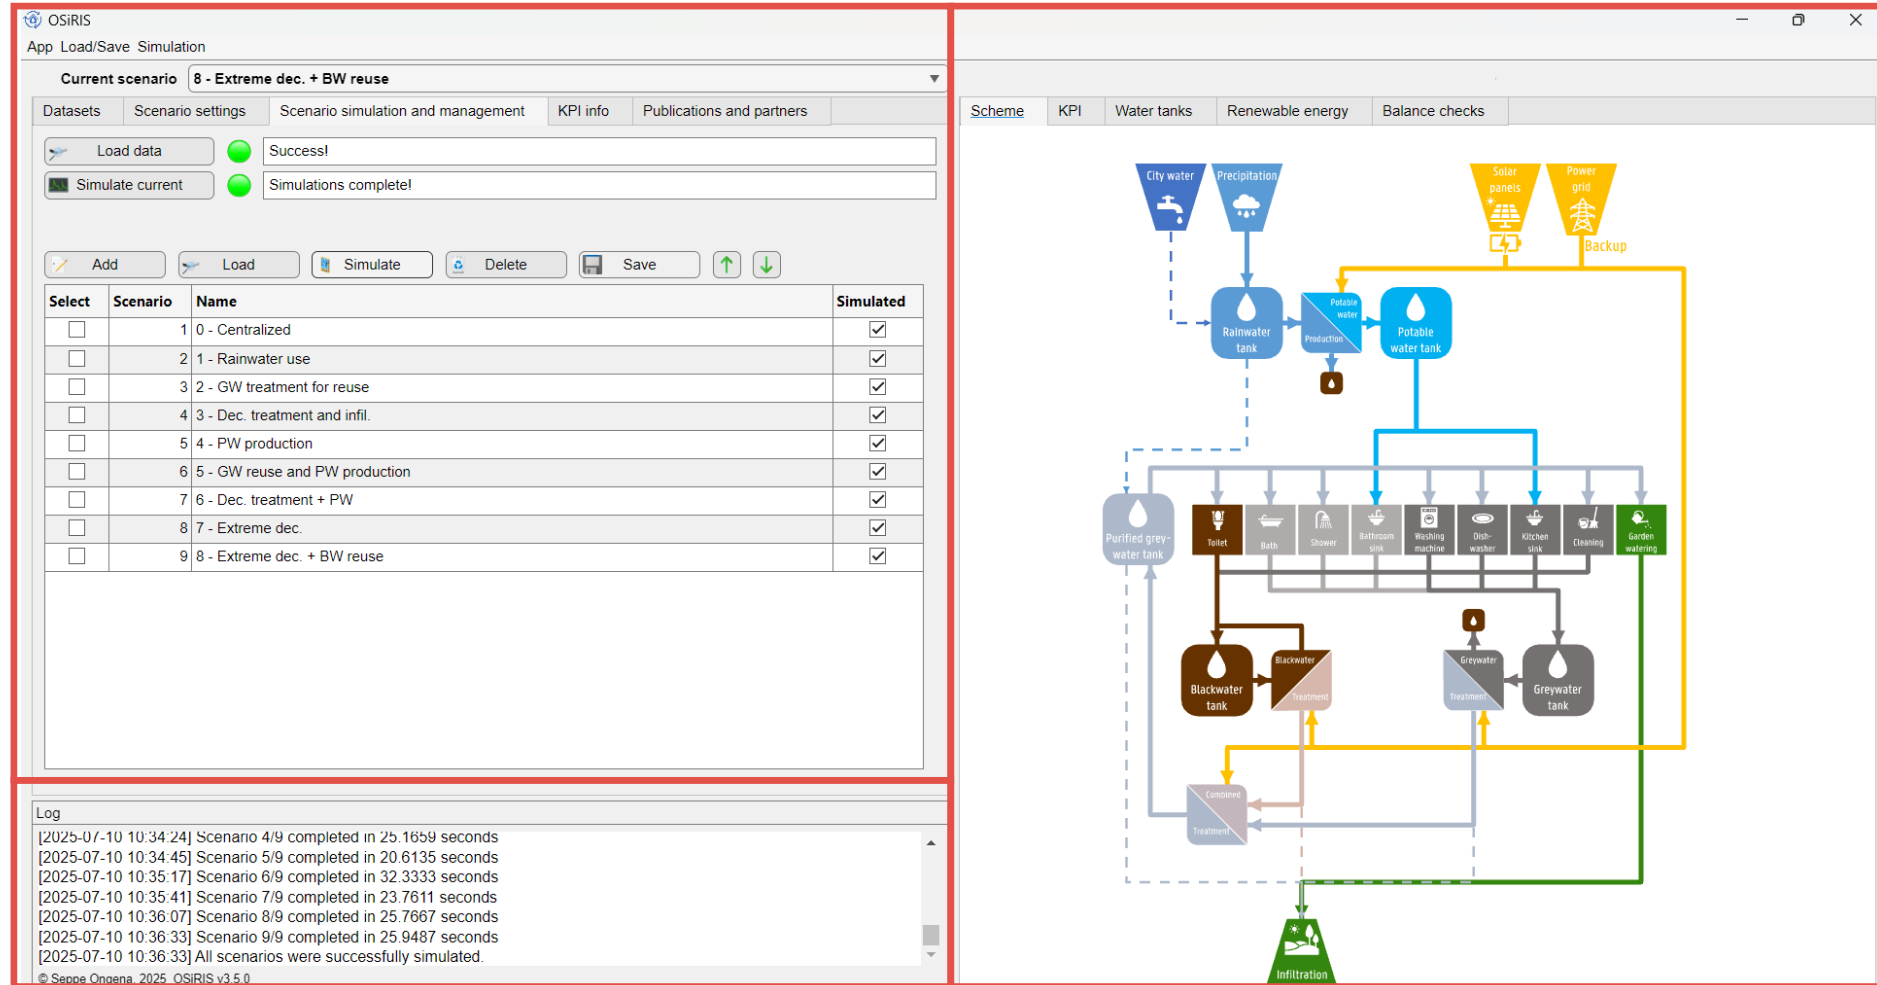 OSiRIS
App Load/Save Simulation
Current scenario 8 - Extreme dec. + BW reuse
Datasets Scenario settings Scenario simulation and management KPI info Publications and partners
Load data Success!
Simulate current Simulations complete!
Add Load Simulate Delete Save
Select Scenario Name Simulated
1 0 - Centralized
2 1 - Rainwater use
3 2 - GW treatment for reuse
4 3 - Dec. treatment and infil.
5 4 - PW production
6 5 - GW reuse and PW production
7 6 - Dec. treatment + PW
8 7 - Extreme dec.
9 8 - Extreme dec. + BW reuse
Log
[2025-07-10 10:34:24] Scenario 4/9 completed in 25.1659 seconds
[2025-07-10 10:34:45] Scenario 5/9 completed in 20.6135 seconds
[2025-07-10 10:35:17] Scenario 6/9 completed in 32.3333 seconds
[2025-07-10 10:35:41] Scenario 7/9 completed in 23.7611 seconds
[2025-07-10 10:36:07] Scenario 8/9 completed in 25.7667 seconds
[2025-07-10 10:36:33] Scenario 9/9 completed in 25.9487 seconds
[2025-07-10 10:36:33] All scenarios were successfully simulated.
© Seppe Ongena, 2025 OSiRIS v3.5.0
Scheme KPI Water tanks Renewable energy Balance checks
City water
Precipitation
Solar
panels
Power
grid
Backup
Rainwater
tank
Potable
water
Production
Potable
water tank
Purified grey-
water tank
Toilet
Bath
Shower
Bathroom
sink
Washing
machine
Dish-
washer
Kitchen
sink
Cleaning
Garden
watering
Blackwater
tank
Blackwater
Treatment
Greywater
Treatment
Greywater
tank
Combined
Treatment
Infiltration